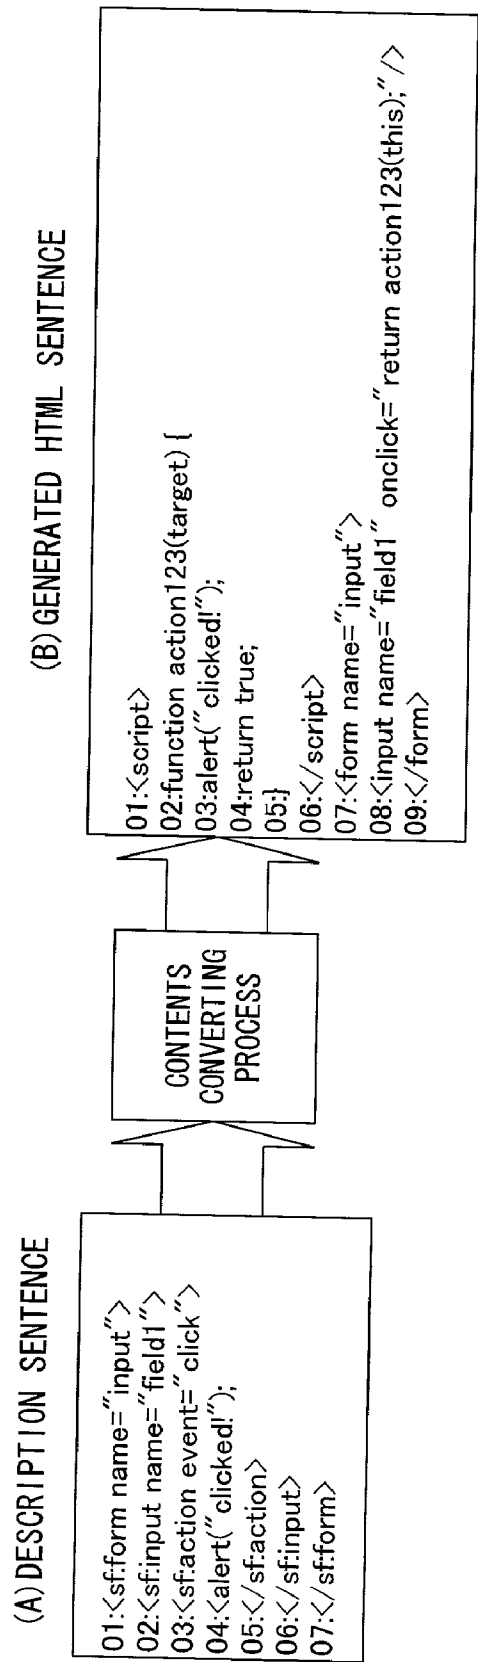 (A) DESCRIPTION SENTENCE
01:<sf:form name="input">
02:<sf:input name="field1">
03:<sf:action event="click">
04:<alert("clicked!");
05:</sf:action>
06:</sf:input>
07:</sf:form>
CONTENTS
CONVERTING
PROCESS
(B) GENERATED HTML SENTENCE
01:<script>
02:function action123(target) {
03:alert("clicked!");
04:return true;
05:}
06:</script>
07:<form name="input">
08:<input name="field1" onclick="return action123(this);"/>
09:</form>